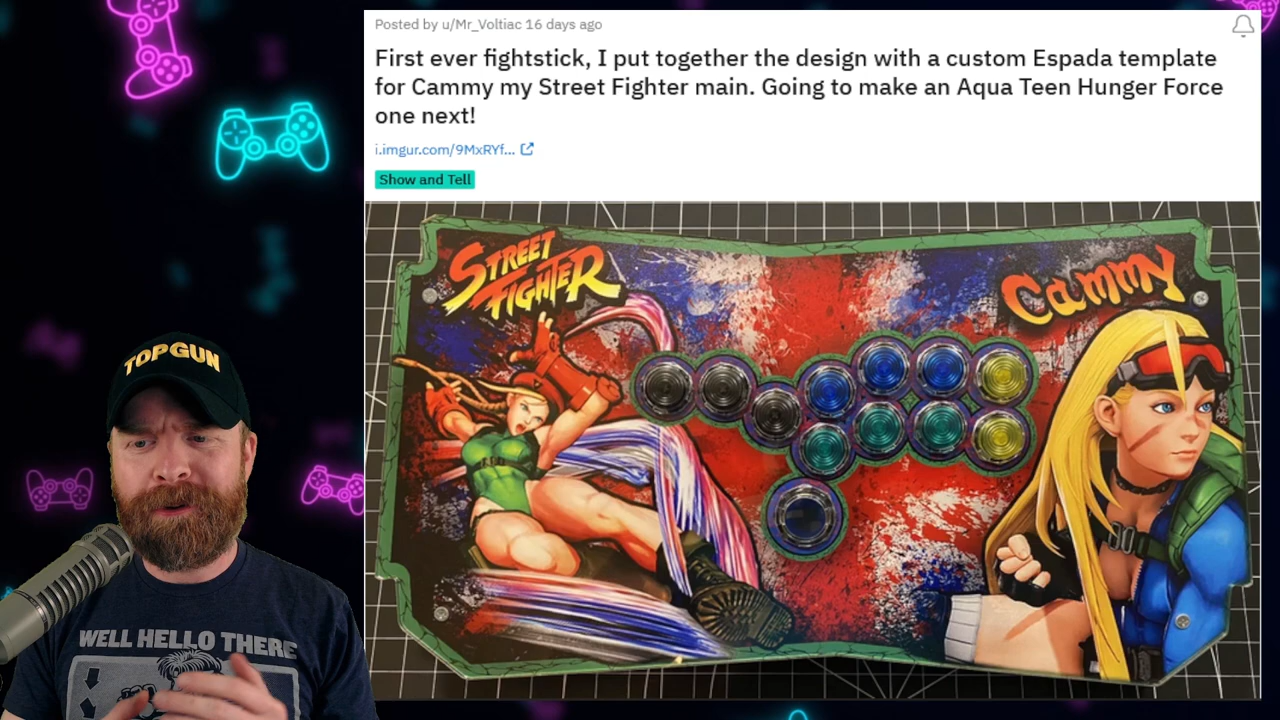 Posted by u/Mr_Voltiac 16 days ago
First ever fightstick, I put together the design with a custom Espada template
for Cammy my Street Fighter main. Going to make an Aqua Teen Hunger Force
one next!
i.imgur.com/9MxRYf...
Show and Tell
STREET
FIGHTER
Cammy
TOPGUN
WELL HELLO THERE